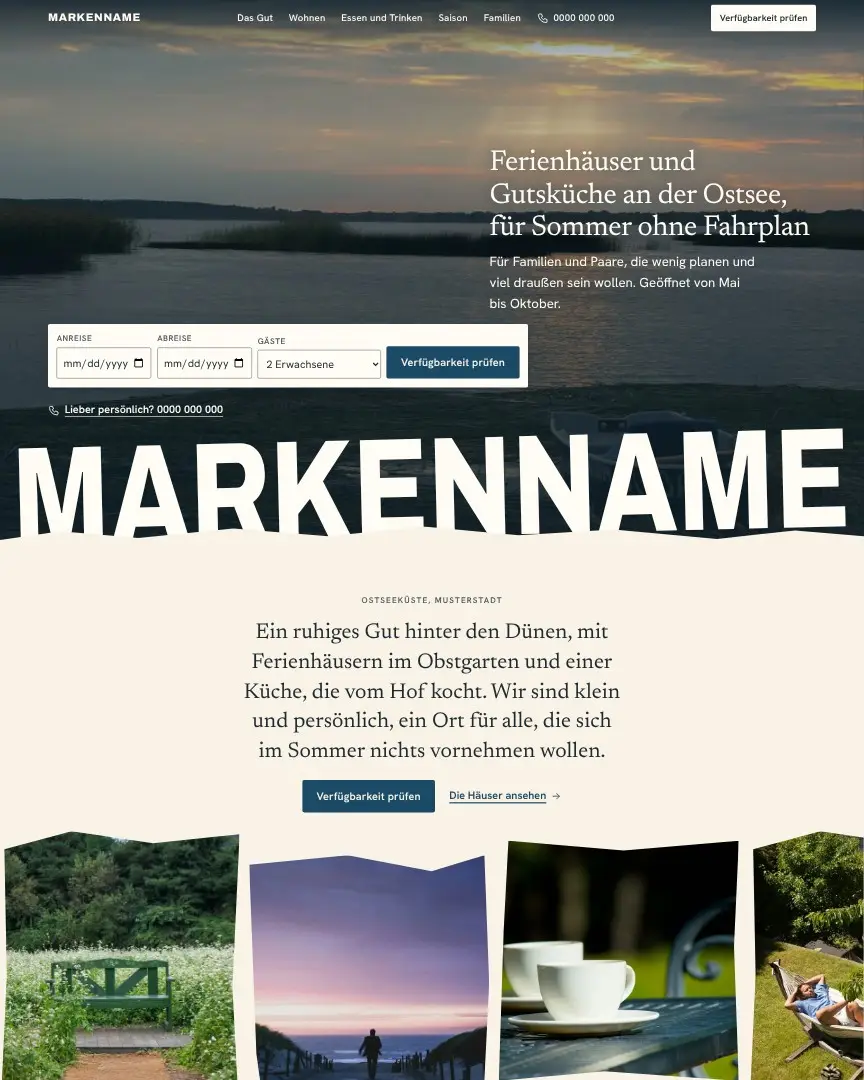 MARKENNAME
Das Gut Wohnen Essen und Trinken Saison Familien 0000 000 000
Verfügbarkeit prüfen
Ferienhäuser und
Gutsküche an der Ostsee,
für Sommer ohne Fahrplan
Für Familien und Paare, die wenig planen und
viel draußen sein wollen. Geöffnet von Mai
bis Oktober.
ANREISE ABREISE GÄSTE
mm/dd/yyyy mm/dd/yyyy 2 Erwachsene Verfügbarkeit prüfen
Lieber persönlich? 0000 000 000
MARKENNAME
OSTSEEKÜSTE, MUSTERSTADT
Ein ruhiges Gut hinter den Dünen, mit
Ferienhäusern im Obstgarten und einer
Küche, die vom Hof kocht. Wir sind klein
und persönlich, ein Ort für alle, die sich
im Sommer nichts vornehmen wollen.
Verfügbarkeit prüfen Die Häuser ansehen →